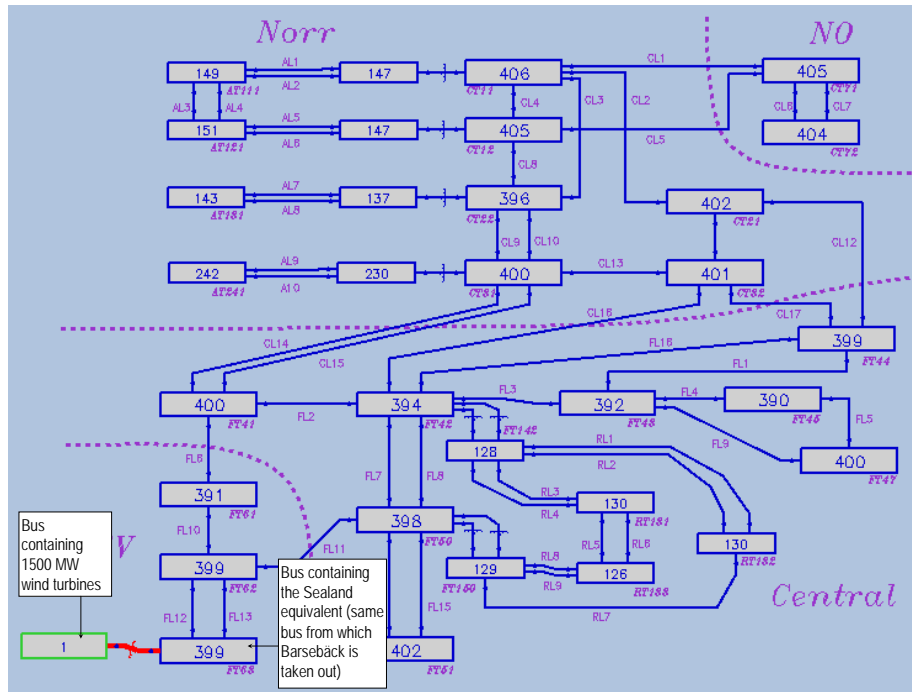 Norr
NO
149
AT111
AL1
AL2
147
406
CT11
CL1
405
CT71
AL3
AL4
CL4
CL3
CL2
CL6
CL7
151
AT121
AL5
AL6
147
405
CT12
CL5
404
CT72
CL8
143
AT131
AL7
AL8
137
396
CT22
402
CT21
CL9
CL10
CL12
242
AT241
AL9
A10
230
400
CT31
CL13
401
CT32
CL16
CL17
CL14
CL15
FL16
399
FT44
FL1
400
FT41
FL2
394
FT42
FL3
392
FT43
FL4
390
FT45
FT142
FL5
FL6
128
RL1
RL2
FL9
400
FT47
391
FT61
FL7
FL8
RL3
RL4
130
RT131
Bus
containing
1500 MW
wind turbines
V
FL10
FL11
398
FT50
RL5
RL6
130
RT132
399
FT62
Bus containing
the Sealand
equivalent (same
bus from which
Barsebäck is
taken out)
129
FT150
RL8
RL9
126
RT133
RL7
Central
FL12
FL13
FL15
1
399
FT63
402
FT51